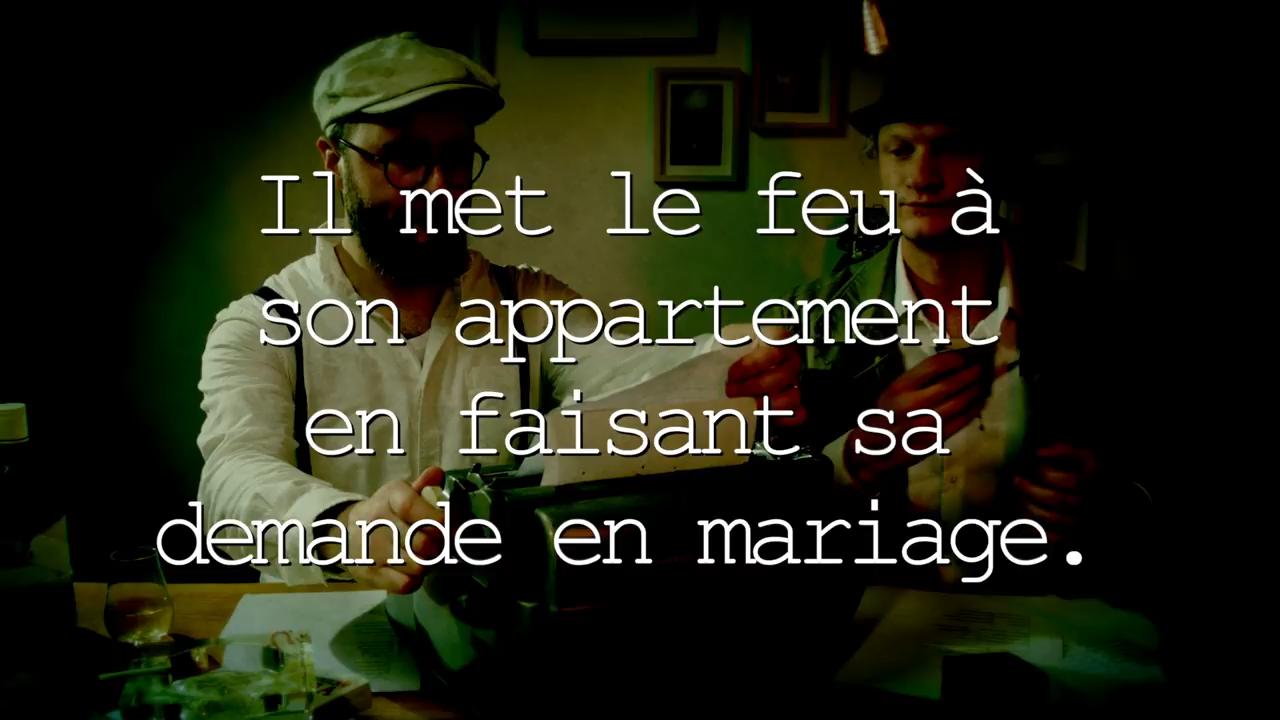 Il met le feu à
son appartement
en faisant sa
demande en mariage.